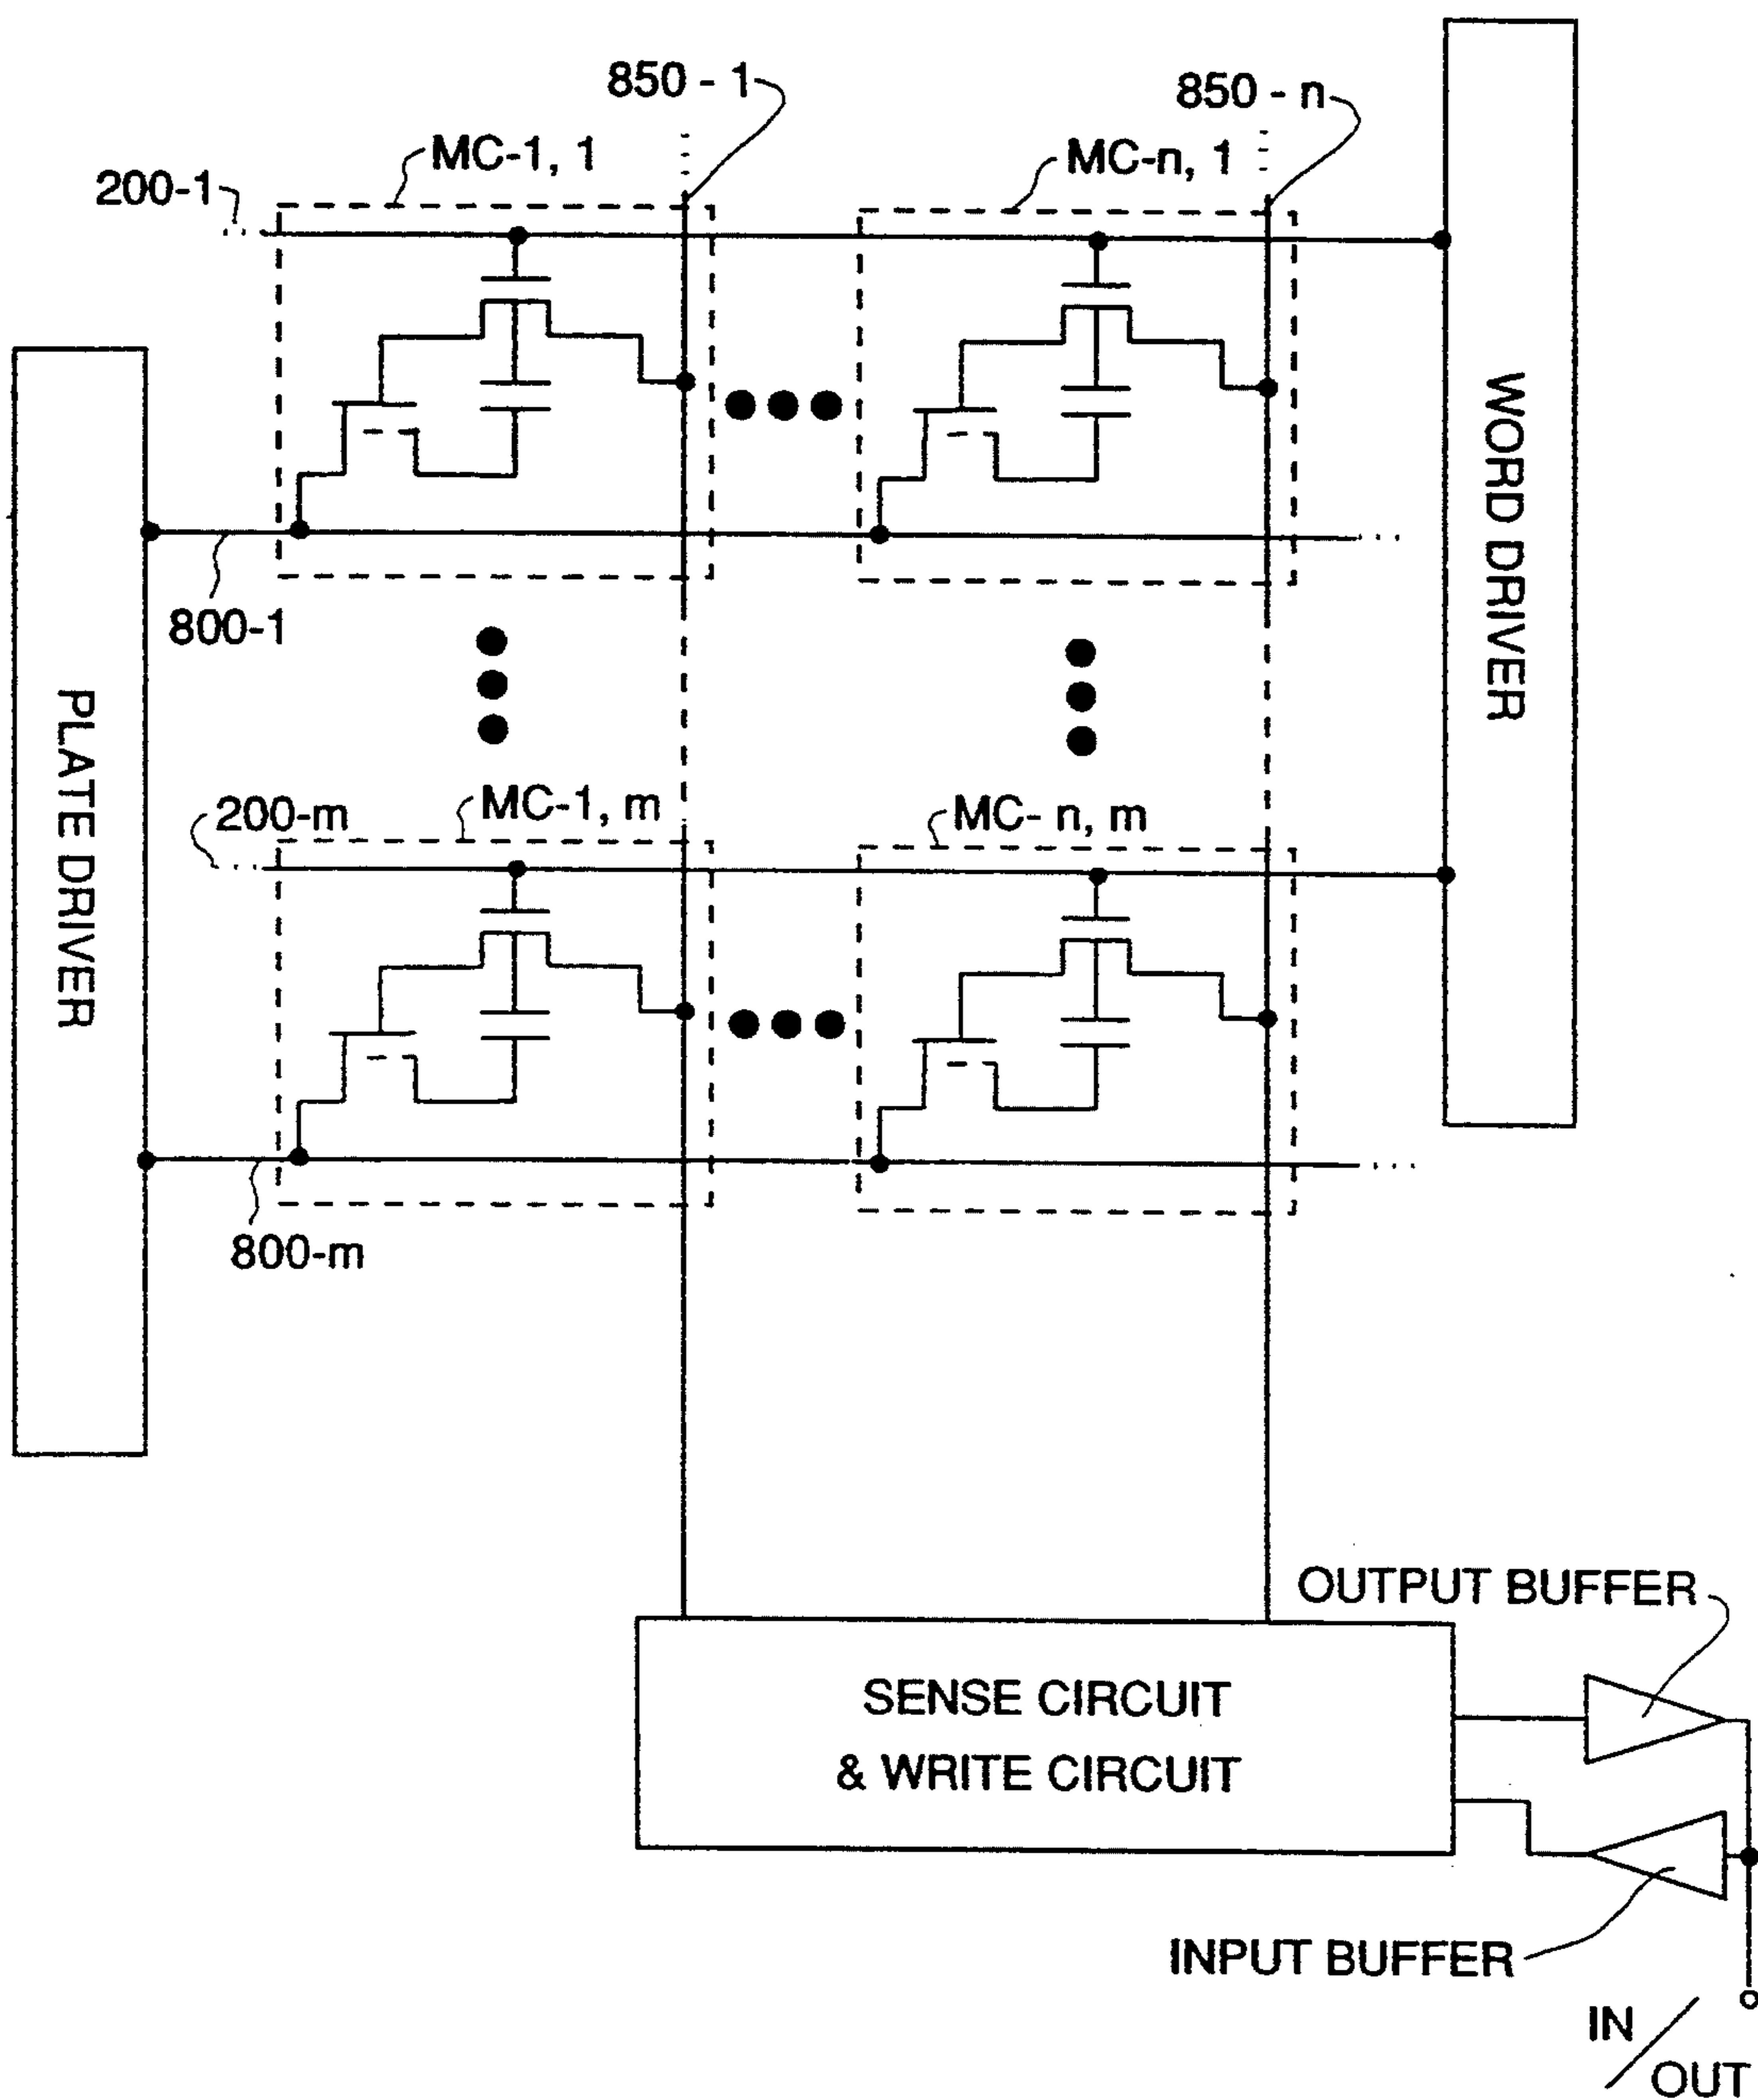 850 - 1
850 - n
MC-1, 1
MC-n, 1
200-1
WORD DRIVER
800-1
PLATE DRIVER
200-m
MC-1, m
MC- n, m
800-m
OUTPUT BUFFER
SENSE CIRCUIT
& WRITE CIRCUIT
INPUT BUFFER
IN
/
OUT